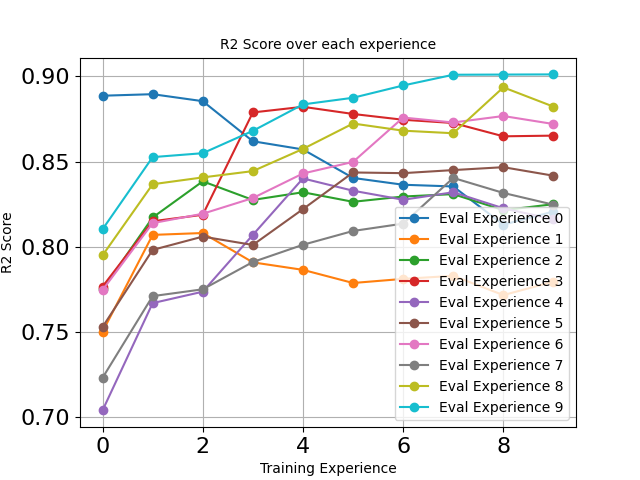 R2 Score over each experience
0.90
0.85
0.80
0.75
0.70
R2 Score
0 2 4 6 8
Training Experience
Eval Experience 0
Eval Experience 1
Eval Experience 2
Eval Experience 3
Eval Experience 4
Eval Experience 5
Eval Experience 6
Eval Experience 7
Eval Experience 8
Eval Experience 9